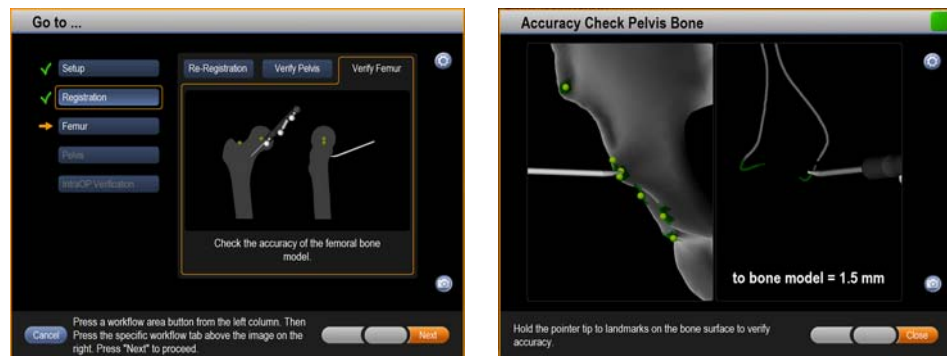 Go to ...
Setup
Registration
Femur
Pelvis
IntraOP Verification
Re-Registration
Verify Pelvis
Verify Femur
Check the accuracy of the femoral bone
model.
Cancel
Press a workflow area button from the left column. Then
Press the specific workflow tab above the image on the
right. Press "Next" to proceed.
Next
Accuracy Check Pelvis Bone
to bone model = 1.5 mm
Hold the pointer tip to landmarks on the bone surface to verify
accuracy.
Close